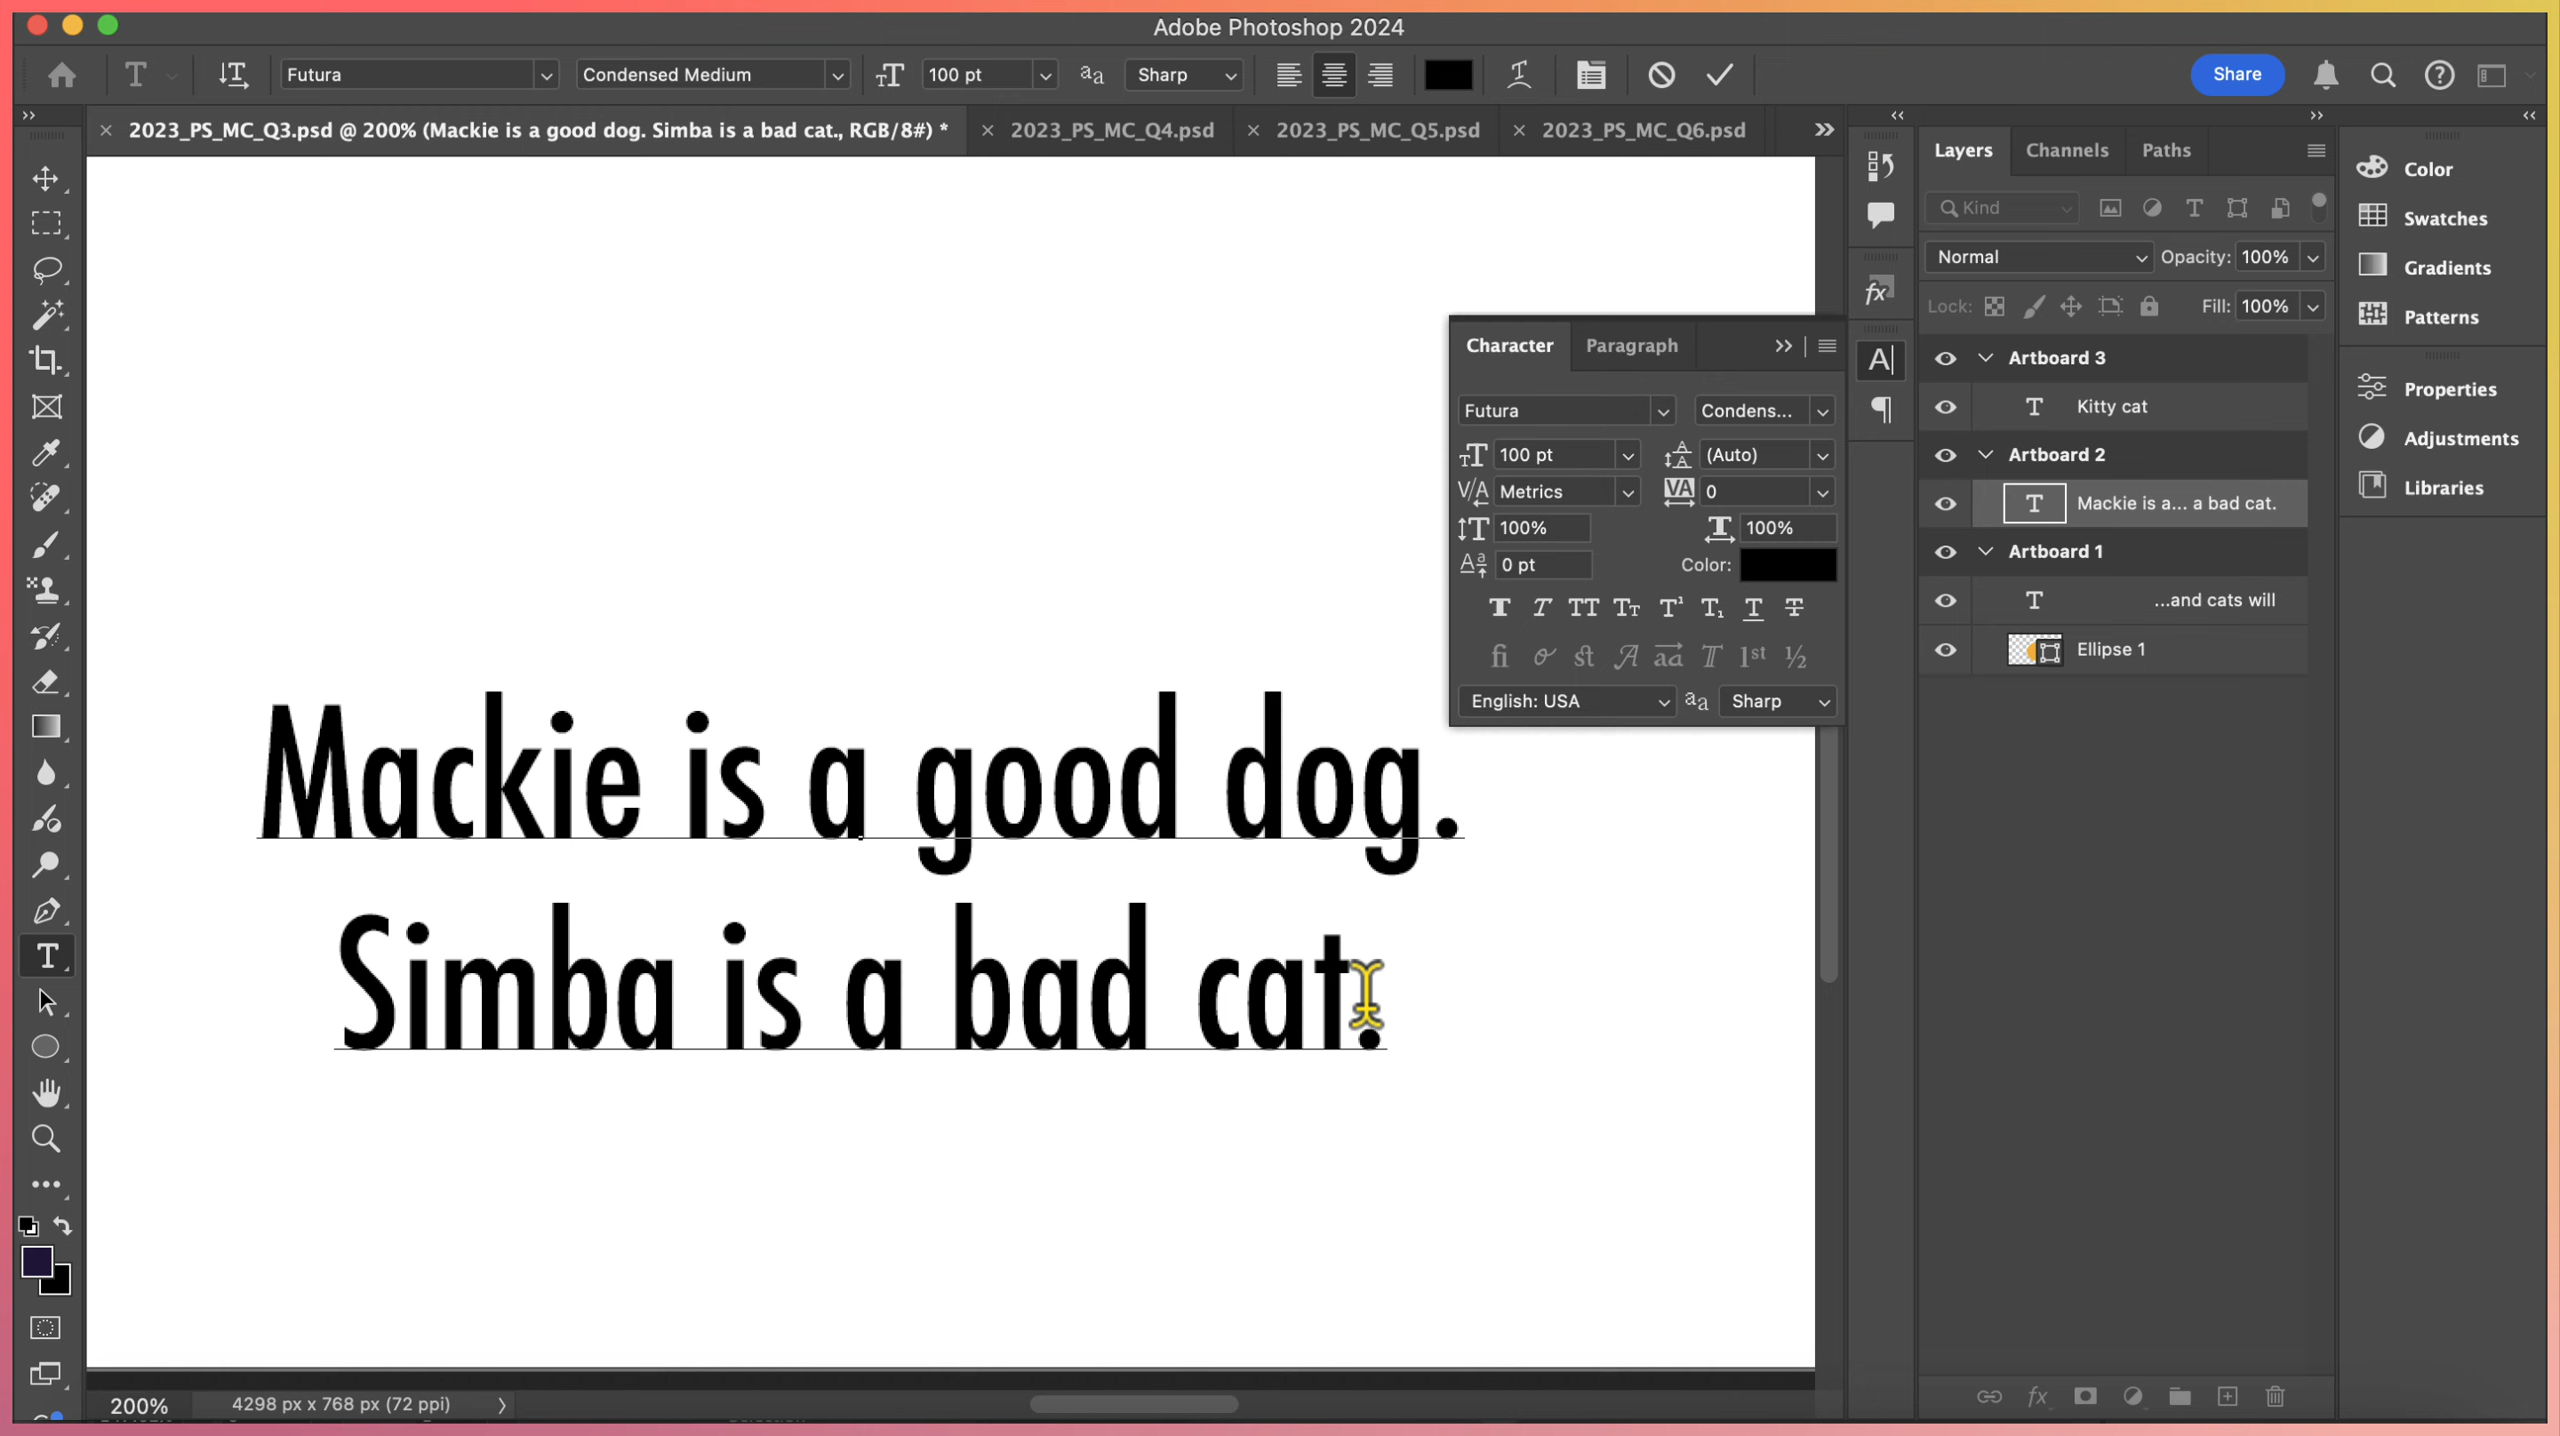 Adobe Photoshop 2024
Futura
Condensed Medium
100 pt
Sharp
Share
2023_PS_MC_Q3.psd @ 200% (Mackie is a good dog. Simba is a bad cat., RGB/8#) *
2023_PS_MC_Q4.psd
2023_PS_MC_Q5.psd
2023_PS_MC_Q6.psd
Mackie is a good dog.
Simba is a bad cat.
Character
Paragraph
Futura
Condens...
100 pt
(Auto)
Metrics
0
100%
100%
0 pt
Color:
English: USA
Sharp
Layers
Channels
Paths
Kind
Normal
Opacity: 100%
Lock:
Fill: 100%
Artboard 3
Kitty cat
Artboard 2
Mackie is a... a bad cat.
Artboard 1
...and cats will
Ellipse 1
Color
Swatches
Gradients
Patterns
Properties
Adjustments
Libraries
200%
4298 px x 768 px (72 ppi)